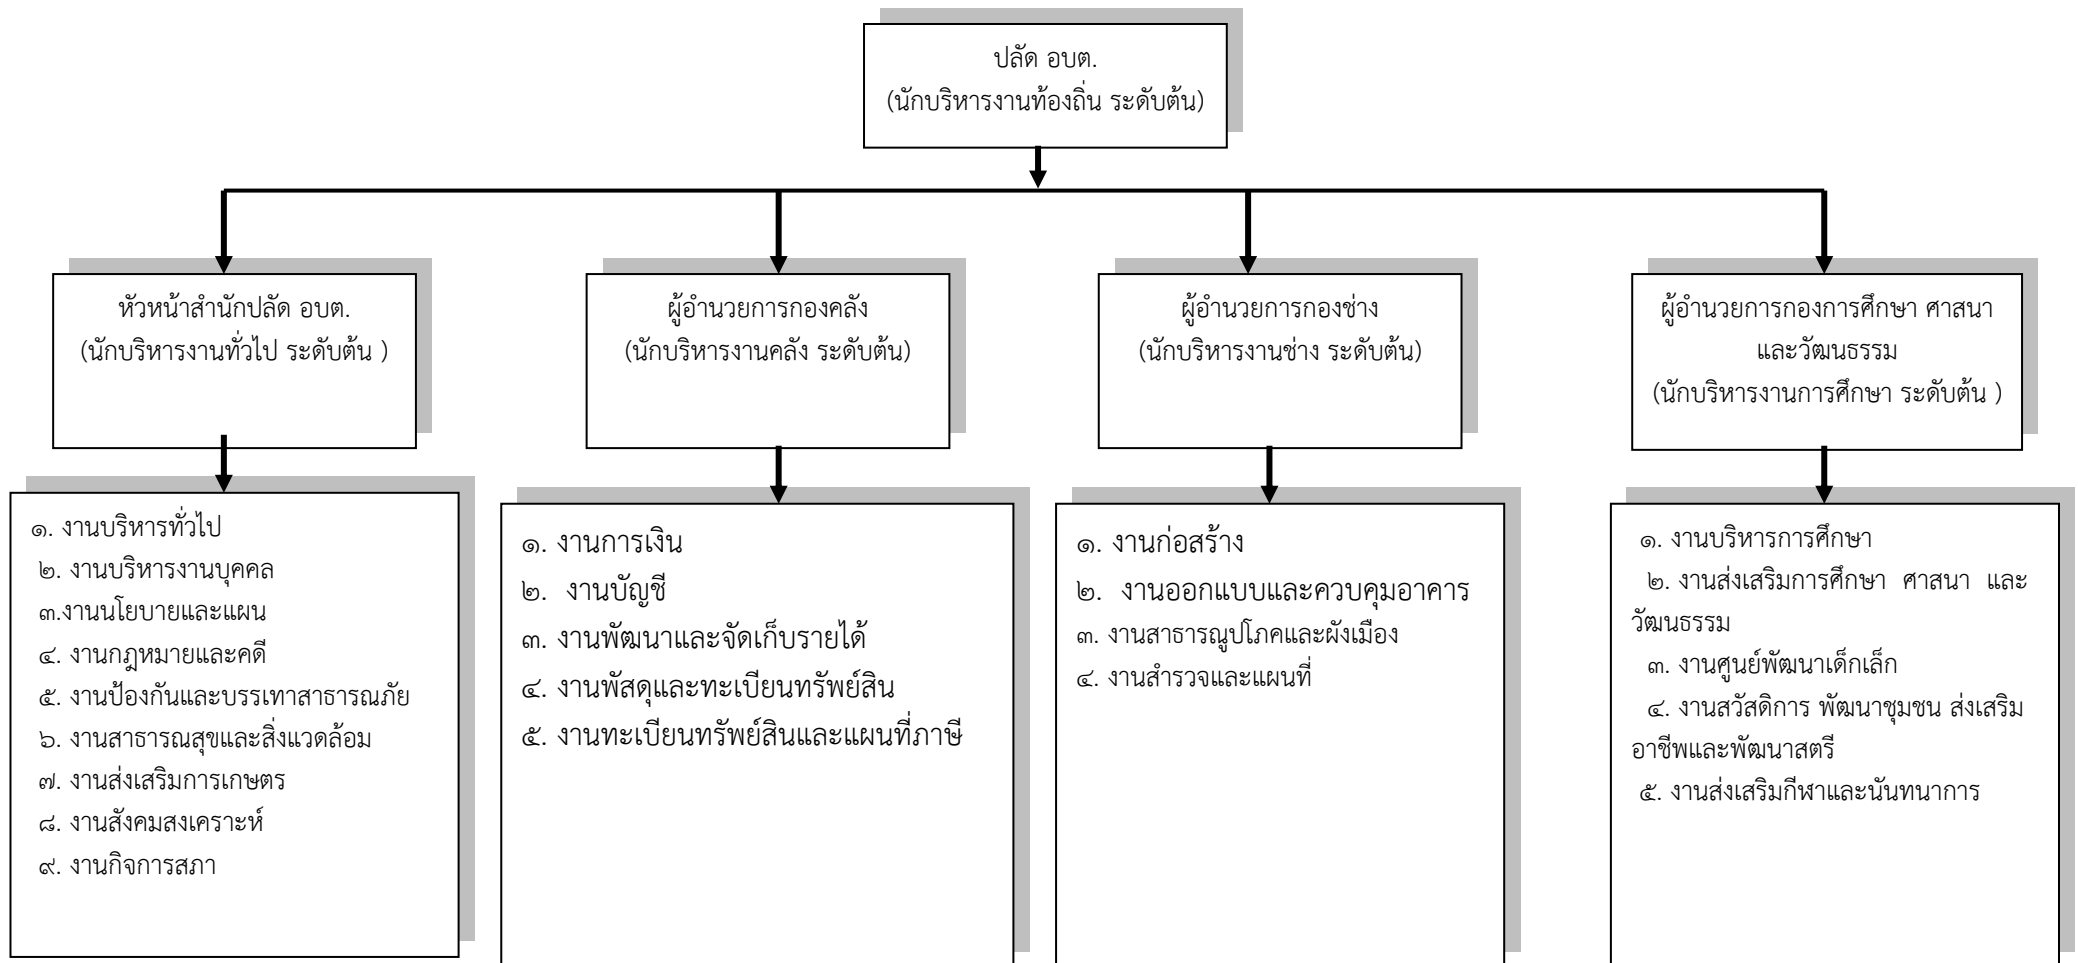 ปลัด อบต.
(นักบริหารงานท้องถิ่น ระดับต้น)
หัวหน้าสำนักปลัด อบต.
(นักบริหารงานทั่วไป ระดับต้น )
ผู้อำนวยการกองคลัง
(นักบริหารงานคลัง ระดับต้น)
ผู้อำนวยการกองช่าง
(นักบริหารงานช่าง ระดับต้น)
ผู้อำนวยการกองการศึกษา ศาสนา
และวัฒนธรรม
(นักบริหารงานการศึกษา ระดับต้น )
๑. งานบริหารทั่วไป
๒. งานบริหารงานบุคคล
๓.งานนโยบายและแผน
๔. งานกฎหมายและคดี
๕. งานป้องกันและบรรเทาสาธารณภัย
๖. งานสาธารณสุขและสิ่งแวดล้อม
๗. งานส่งเสริมการเกษตร
๘. งานสังคมสงเคราะห์
๙. งานกิจการสภา
๑. งานการเงิน
๒. งานบัญชี
๓. งานพัฒนาและจัดเก็บรายได้
๔. งานพัสดุและทะเบียนทรัพย์สิน
๕. งานทะเบียนทรัพย์สินและแผนที่ภาษี
๑. งานก่อสร้าง
๒. งานออกแบบและควบคุมอาคาร
๓. งานสาธารณูปโภคและผังเมือง
๔. งานสำรวจและแผนที่
๑. งานบริหารการศึกษา
๒. งานส่งเสริมการศึกษา ศาสนา และ
วัฒนธรรม
๓. งานศูนย์พัฒนาเด็กเล็ก
๔. งานสวัสดิการ พัฒนาชุมชน ส่งเสริม
อาชีพและพัฒนาสตรี
๕. งานส่งเสริมกีฬาและนันทนาการ